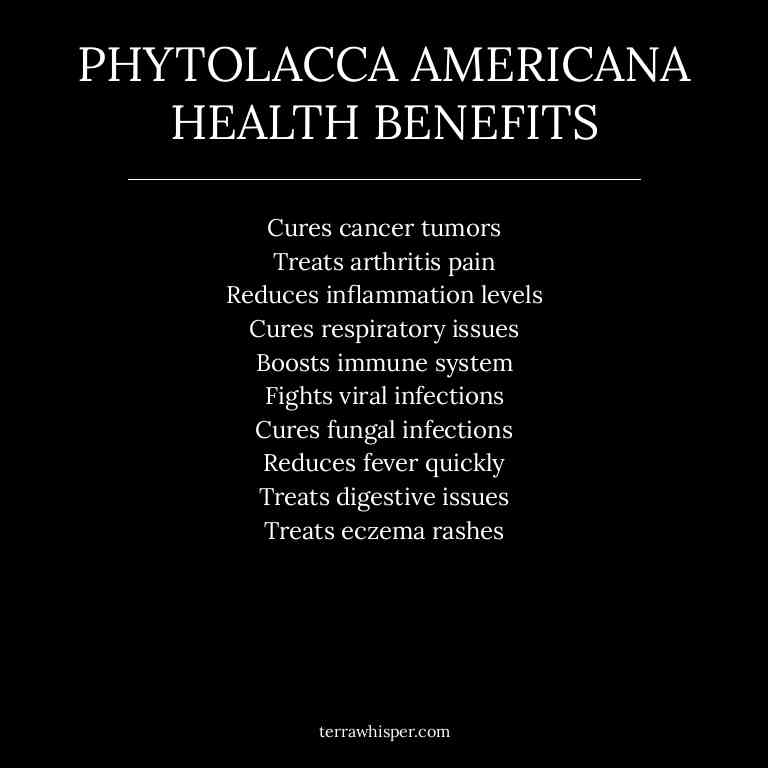 PHYTOLACCA AMERICANA
HEALTH BENEFITS
Cures cancer tumors
Treats arthritis pain
Reduces inflammation levels
Cures respiratory issues
Boosts immune system
Fights viral infections
Cures fungal infections
Reduces fever quickly
Treats digestive issues
Treats eczema rashes
terrawhisper.com